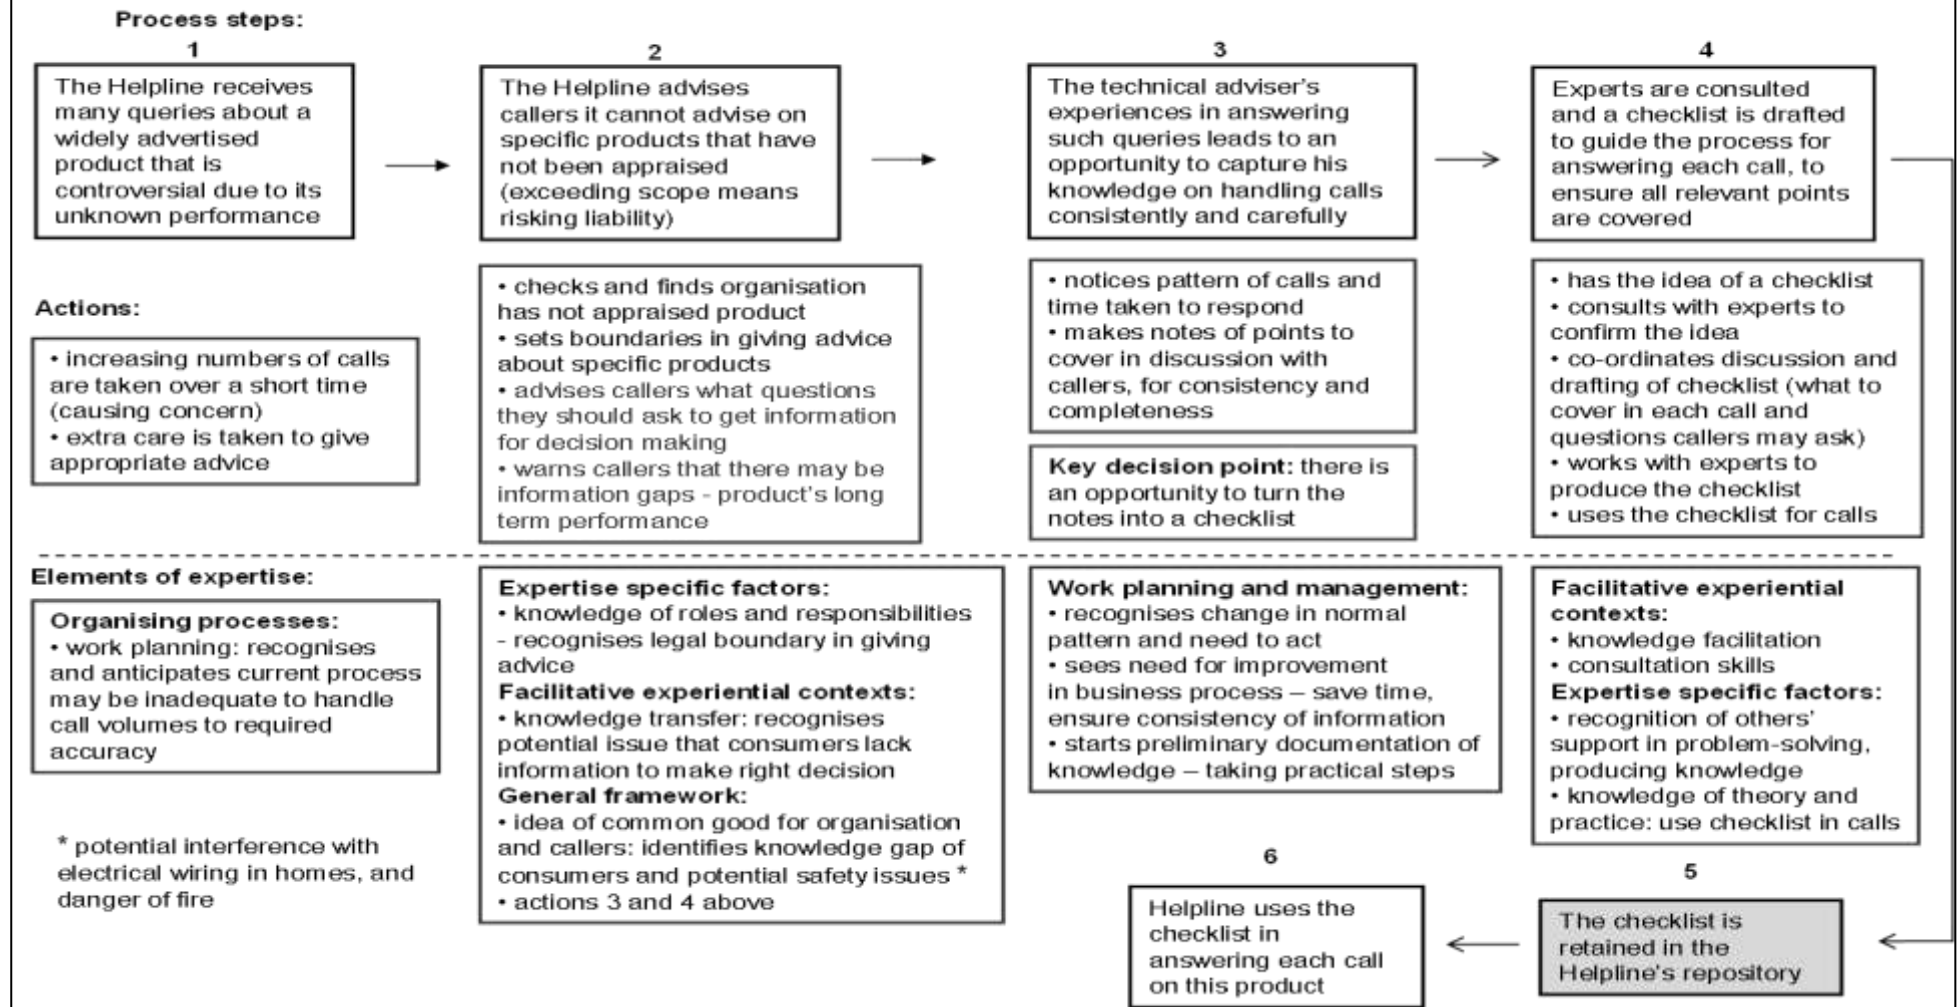 Process steps:
1
The Helpline receives
many queries about a
widely advertised
product that is
controversial due to its
unknown performance
2
The Helpline advises
callers it cannot advise on
specific products that have
not been appraised
(exceeding scope means
risking liability)
3
The technical adviser's
experiences in answering
such queries leads to an
opportunity to capture his
knowledge on handling calls
consistently and carefully
4
Experts are consulted
and a checklist is drafted
to guide the process for
answering each call, to
ensure all relevant points
are covered
Actions:
• increasing numbers of calls
are taken over a short time
(causing concern)
• extra care is taken to give
appropriate advice
• checks and finds organisation
has not appraised product
• sets boundaries in giving advice
about specific products
• advises callers what questions
they should ask to get information
for decision making
• warns callers that there may be
information gaps - product's long
term performance
• notices pattern of calls and
time taken to respond
• makes notes of points to
cover in discussion with
callers, for consistency and
completeness
Key decision point: there is
an opportunity to turn the
notes into a checklist
• has the idea of a checklist
• consults with experts to
confirm the idea
• co-ordinates discussion and
drafting of checklist (what to
cover in each call and
questions callers may ask)
• works with experts to
produce the checklist
• uses the checklist for calls
Elements of expertise:
Organising processes:
• work planning: recognises
and anticipates current process
may be inadequate to handle
call volumes to required
accuracy
* potential interference with
electrical wiring in homes, and
danger of fire
Expertise specific factors:
• knowledge of roles and responsibilities
- recognises legal boundary in giving
advice
Facilitative experiential contexts:
• knowledge transfer: recognises
potential issue that consumers lack
information to make right decision
General framework:
• idea of common good for organisation
and callers: identifies knowledge gap of
consumers and potential safety issues *
• actions 3 and 4 above
Work planning and management:
• recognises change in normal
pattern and need to act
• sees need for improvement
in business process – save time,
ensure consistency of information
• starts preliminary documentation of
knowledge – taking practical steps
Facilitative experiential
contexts:
• knowledge facilitation
• consultation skills
Expertise specific factors:
• recognition of others'
support in problem-solving,
producing knowledge
• knowledge of theory and
practice: use checklist in calls
5
The checklist is
retained in the
Helpline's repository
6
Helpline uses the
checklist in
answering each call
on this product